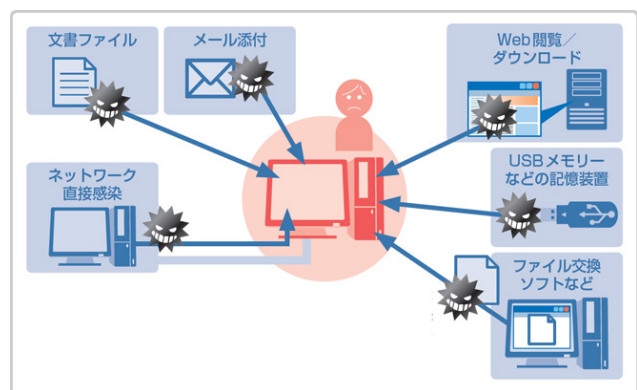 文書ファイル
メール添付
Web閲覧／
ダウンロード
ネットワーク
直接感染
USBメモリー
などの記憶装置
ファイル交換
ソフトなど